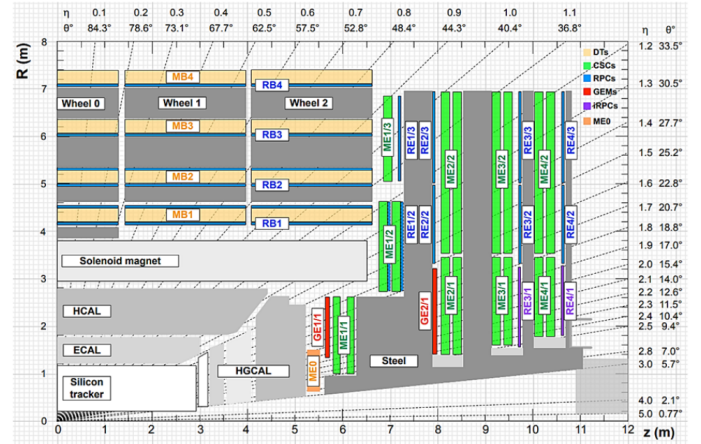 η 0.1 0.2 0.3 0.4 0.5 0.6 0.7 0.8 0.9 1.0 1.1
θ° 84.3° 78.6° 73.1° 67.7° 62.5° 57.5° 52.8° 48.4° 44.3° 40.4° 36.8° η θ°
R (m)
8
7
6
5
4
3
2
1
0
1.2 33.5°
1.3 30.5°
1.4 27.7°
1.5 25.2°
1.6 22.8°
1.7 20.7°
1.8 18.8°
1.9 17.0°
2.0 15.4°
2.1 14.0°
2.2 12.6°
2.3 11.5°
2.4 10.4°
2.5 9.4°
2.8 7.0°
3.0 5.7°
4.0 2.1°
5.0 0.77°
DTs
CSCs
RPCs
GEMs
iRPCs
ME0
MB4
RB4
Wheel 0
Wheel 1
Wheel 2
MB3
RB3
MB2
RB2
MB1
RB1
Solenoid magnet
HCAL
ECAL
Silicon
tracker
HGCAL
Steel
ME0
GE1/1
ME1/1
ME1/2
ME1/3
RE1/3
RE2/3
RE1/2
RE2/2
GE2/1
ME2/1
ME2/2
ME3/2
ME3/1
RE3/3
RE3/2
RE3/1
ME4/2
ME4/1
RE4/3
RE4/2
RE4/1
0 1 2 3 4 5 6 7 8 9 10 11 12 z (m)